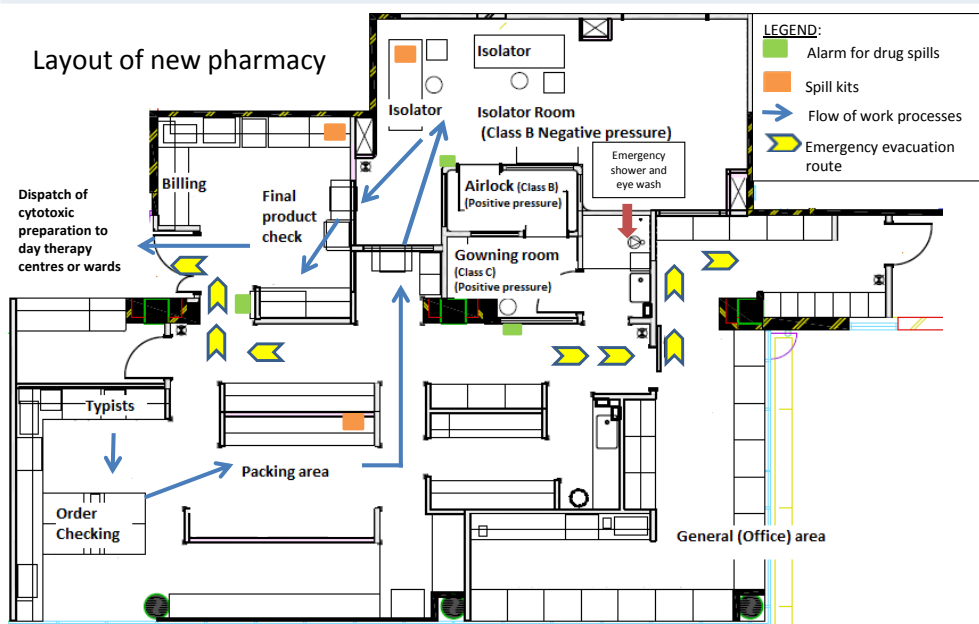 Layout of new pharmacy
LEGEND:
Alarm for drug spills
Spill kits
Flow of work processes
Emergency evacuation
route
Isolator
Isolator
Isolator Room
(Class B Negative pressure)
Emergency
shower and
eye wash
Airlock (Class B)
(Positive pressure)
Billing
Final
product
check
Dispatch of
cytotoxic
preparation to
day therapy
centres or wards
Gowning room
(Class C)
(Positive pressure)
Typists
Packing area
Order
Checking
General (Office) area